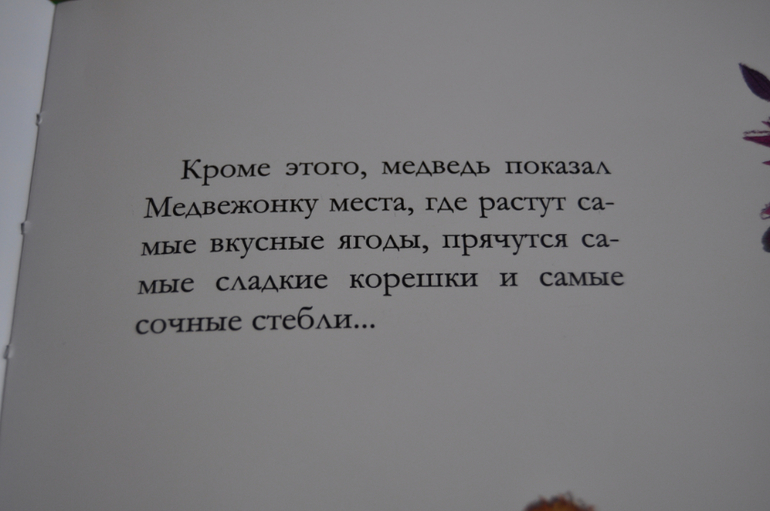 Кроме этого, медведь показал
Медвежонку места, где растут са-
мые вкусные ягоды, прячутся са-
мые сладкие корешки и самые
сочные стебли...